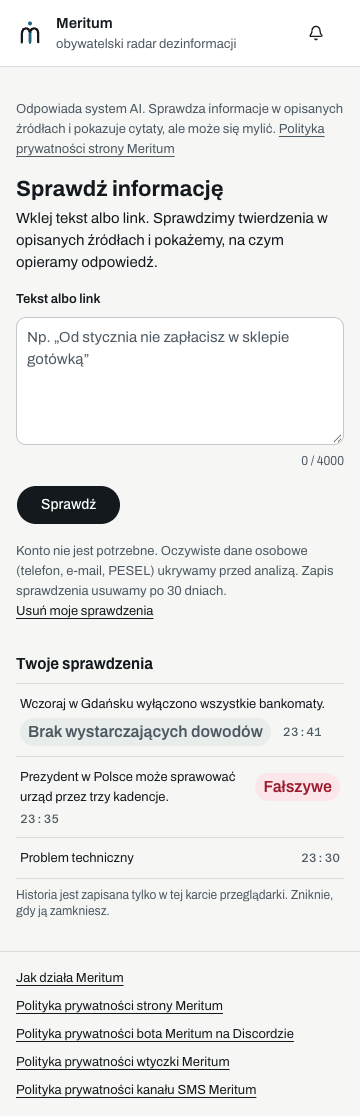 Meritum
obywatelski radar dezinformacji
Odpowiada system AI. Sprawdza informacje w opisanych
źródłach i pokazuje cytaty, ale może się mylić. Polityka
prywatności strony Meritum
Sprawdź informację
Wklej tekst albo link. Sprawdzimy twierdzenia w
opisanych źródłach i pokażemy, na czym
opieramy odpowiedź.
Tekst albo link
Np. „Od stycznia nie zapłacisz w sklepie
gotówką”
0 / 4000
Sprawdź
Konto nie jest potrzebne. Oczywiste dane osobowe
(telefon, e-mail, PESEL) ukrywamy przed analizą. Zapis
sprawdzenia usuwamy po 30 dniach.
Usuń moje sprawdzenia
Twoje sprawdzenia
Wczoraj w Gdańsku wyłączono wszystkie bankomaty.
Brak wystarczających dowodów 23:41
Prezydent w Polsce może sprawować
urząd przez trzy kadencje.
Fałszywe
23:35
Problem techniczny 23:30
Historia jest zapisana tylko w tej karcie przeglądarki. Zniknie,
gdy ją zamkniesz.
Jak działa Meritum
Polityka prywatności strony Meritum
Polityka prywatności bota Meritum na Discordzie
Polityka prywatności wtyczki Meritum
Polityka prywatności kanału SMS Meritum